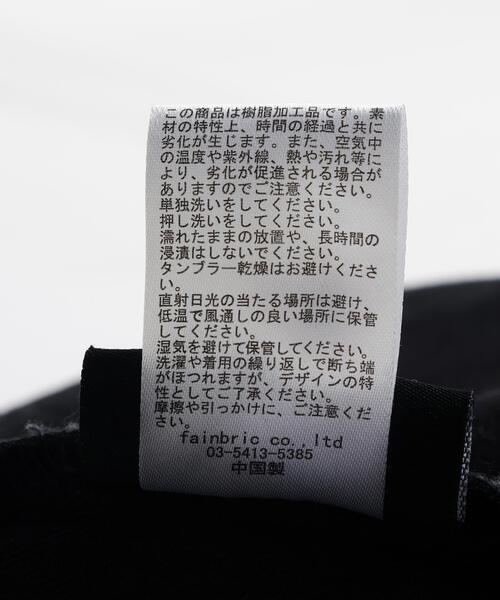 この商品は樹脂加工品です。素
材の特性上、時間の経過と共に
劣化が生じます。また、空気中
の温度や紫外線、熱や汚れ等に
より、劣化が促進される場合が
ありますのでご注意ください。
単独洗いをしてください。
押し洗いをしてください。
濡れたままの放置や、長時間の
浸漬はしないでください。
タンブラー乾燥はお避けくださ
い。
直射日光の当たる場所は避け、
低温で風通しの良い場所に保管
してください。
湿気を避けて保管してください。
洗濯や着用の繰り返しで断ち端
がほつれますが、デザインの特
性としてご了承ください。
摩擦や引っかけに、ご注意くだ
さい。
fainbric co.,ltd
03-5413-5385
中国製